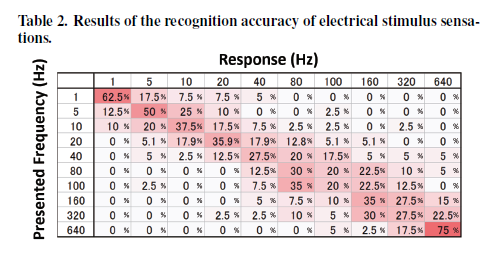 Table 2. Results of the recognition accuracy of electrical stimulus sensa-
tions.
Response (Hz)
Presented Frequency (Hz)
1 5 10 20 40 80 100 160 320 640
1 62.5% 17.5% 7.5 % 7.5 % 5 % 0 % 0 % 0 % 0 % 0 %
5 12.5% 50 % 25 % 10 % 0 % 0 % 2.5 % 0 % 0 % 0 %
10 10 % 20 % 37.5% 17.5% 7.5 % 2.5 % 2.5 % 0 % 2.5 % 0 %
20 0 % 5.1 % 17.9% 35.9% 17.9% 12.8% 5.1 % 5.1 % 0 % 0 %
40 0 % 5 % 2.5 % 12.5% 27.5% 20 % 17.5% 5 % 5 % 5 %
80 0 % 0 % 0 % 0 % 12.5% 30 % 20 % 22.5% 10 % 5 %
100 0 % 2.5 % 0 % 0 % 7.5 % 35 % 20 % 22.5% 12.5% 0 %
160 0 % 0 % 0 % 0 % 5 % 7.5 % 10 % 35 % 27.5% 15 %
320 0 % 0 % 0 % 2.5 % 2.5 % 10 % 5 % 30 % 27.5% 22.5%
640 0 % 0 % 0 % 0 % 0 % 0 % 5 % 2.5 % 17.5% 75 %